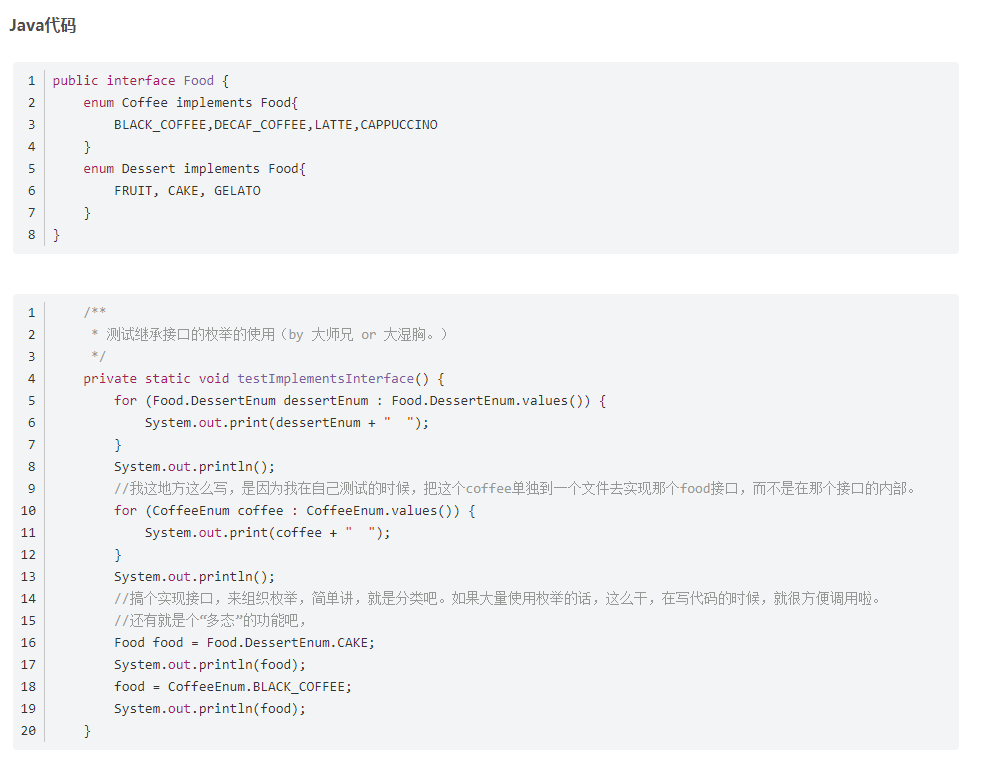 Java代码
1 public interface Food {
2     enum Coffee implements Food{
3         BLACK_COFFEE,DECAF_COFFEE,LATTE,CAPPUCCINO
4     }
5     enum Dessert implements Food{
6         FRUIT, CAKE, GELATO
7     }
8 }
1     /**
2      * 测试继承接口的枚举的使用（by 大师兄 or 大湿胸。）
3      */
4     private static void testImplementsInterface() {
5         for (Food.DessertEnum dessertEnum : Food.DessertEnum.values()) {
6             System.out.print(dessertEnum + "  ");
7         }
8         System.out.println();
9         //我这地方这么写，是因为我在自己测试的时候，把这个coffee单独到一个文件去实现那个food接口，而不是在那个接口的内部。
10         for (CoffeeEnum coffee : CoffeeEnum.values()) {
11             System.out.print(coffee + "  ");
12         }
13         System.out.println();
14         //搞个实现接口，来组织枚举，简单讲，就是分类吧。如果大量使用枚举的话，这么干，在写代码的时候，就很方便调用啦。
15         //还有就是个“多态”的功能吧，
16         Food food = Food.DessertEnum.CAKE;
17         System.out.println(food);
18         food = CoffeeEnum.BLACK_COFFEE;
19         System.out.println(food);
20     }